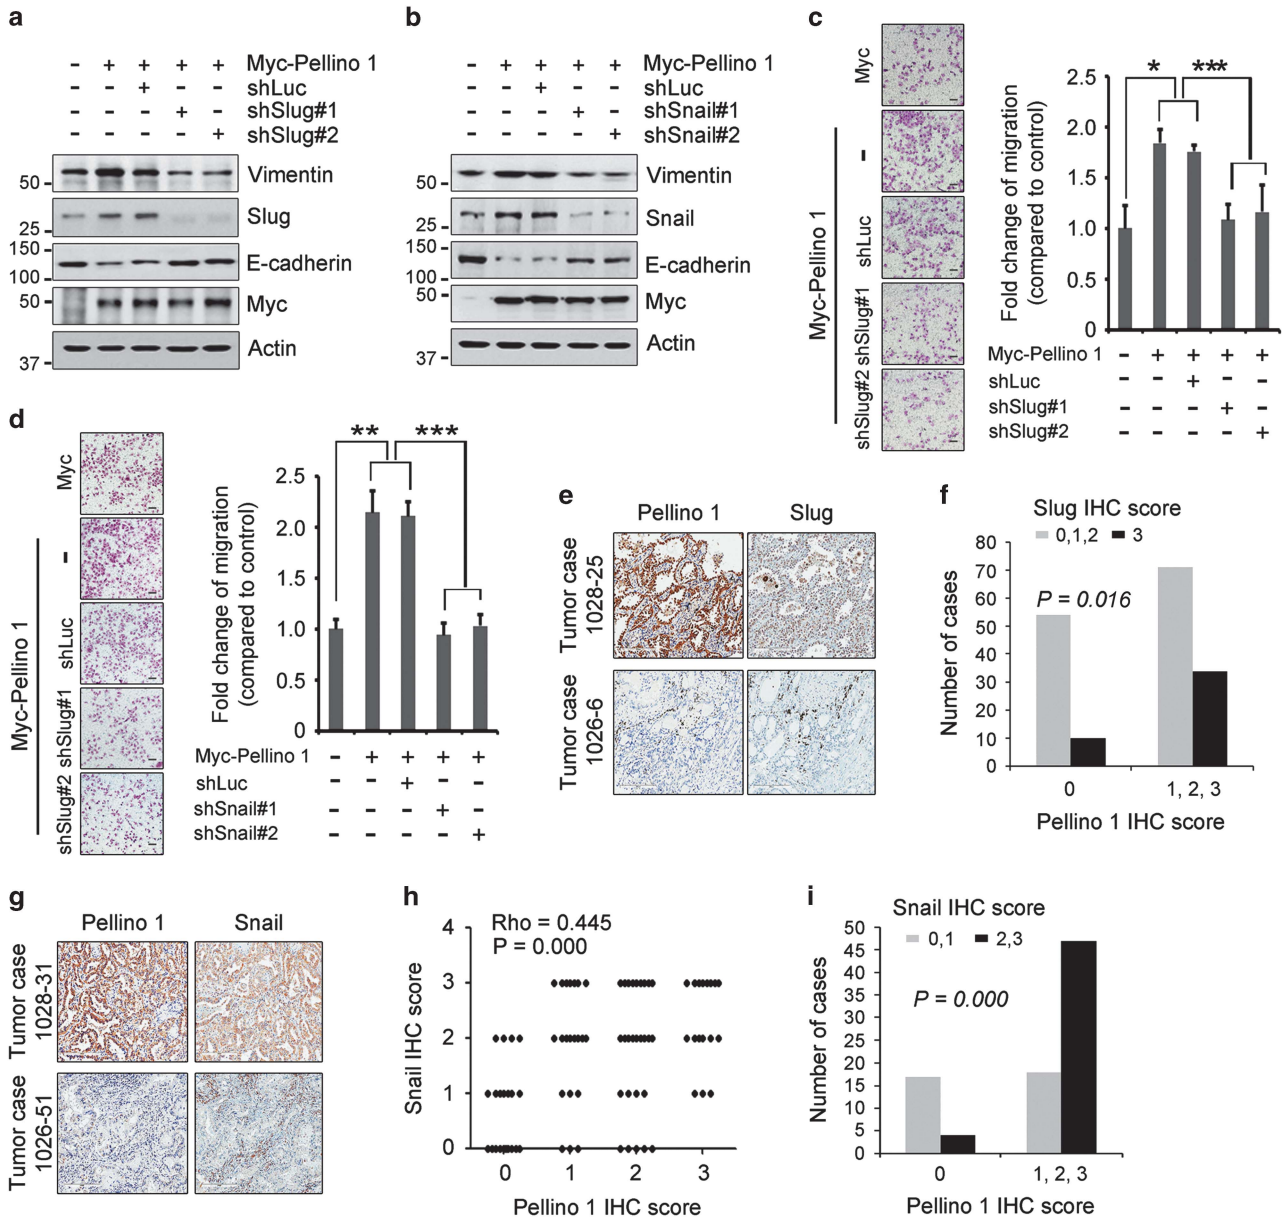 a
- + + + + Myc-Pellino 1
- - + - - shLuc
- - - + - shSlug#1
- - - - + shSlug#2
50 Vimentin
25 Slug
150
100 E-cadherin
50 Myc
37 Actin
b
- + + + + Myc-Pellino 1
- - + - - shLuc
- - - + - shSnail#1
- - - - + shSnail#2
50 Vimentin
25 Snail
150
100 E-cadherin
50 Myc
37 Actin
c
Myc
-
shLuc
shSlug#1
shSlug#2
Myc-Pellino 1
Fold change of migration
(compared to control)
2.5
2.0
1.5
1.0
0.5
0
* ***
Myc-Pellino 1 - + + + +
shLuc - - + - -
shSlug#1 - - - + -
shSlug#2 - - - - +
d
Myc
-
shLuc
shSlug#1
shSlug#2
Myc-Pellino 1
Fold change of migration
(compared to control)
2.5
2.0
1.5
1.0
0.5
0
** ***
Myc-Pellino 1 - + + + +
shLuc - - + - -
shSnail#1 - - - + -
shSnail#2 - - - - +
e
Pellino 1 Slug
Tumor case
1028-25
Tumor case
1026-6
f
Slug IHC score
0,1,2 3
P = 0.016
Number of cases
80
70
60
50
40
30
20
10
0
0 1, 2, 3
Pellino 1 IHC score
g
Pellino 1 Snail
Tumor case
1028-31
Tumor case
1026-51
h
Rho = 0.445
P = 0.000
Snail IHC score
4
3
2
1
0
0 1 2 3
Pellino 1 IHC score
i
Snail IHC score
0,1 2,3
P = 0.000
Number of cases
50
45
40
35
30
25
20
15
10
5
0
0 1, 2, 3
Pellino 1 IHC score